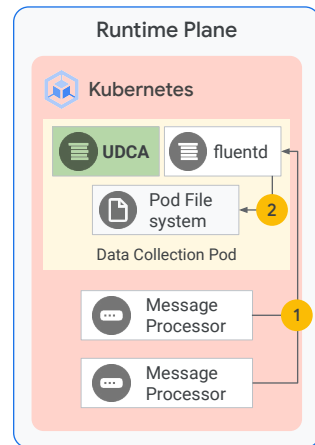 Runtime Plane
Kubernetes
UDCA
fluentd
Pod File
system
2
Data Collection Pod
Message
Processor
1
Message
Processor